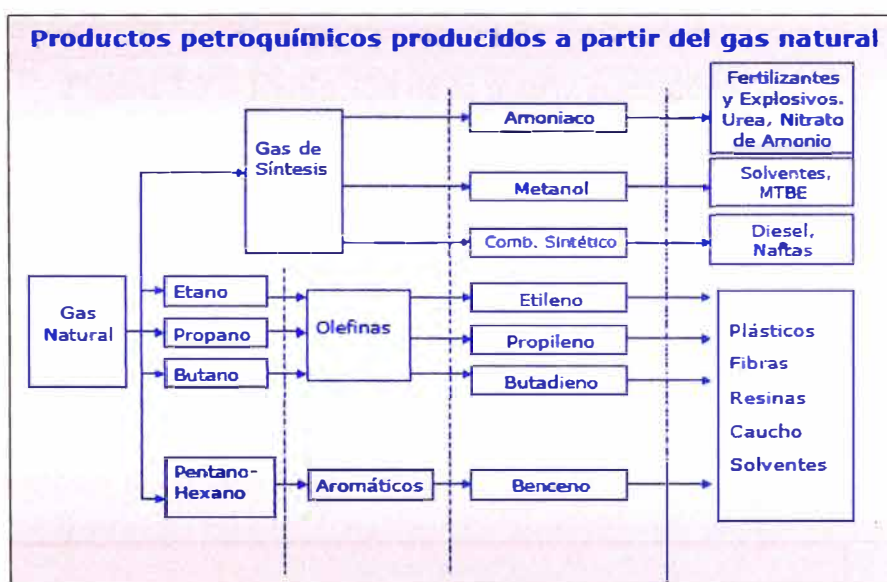 Productos petroquímicos producidos a partir del gas natural
Gas de
Síntesis
Amoniaco
Fertilizantes
y Explosivos.
Urea, Nitrato
de Amonio
Metanol
Solventes,
MTBE
Comb. Sintético
Diesel,
Naftas
Gas
Natural
Etano
Propano
Butano
Olefinas
Etileno
Propileno
Butadieno
Plásticos
Fibras
Resinas
Caucho
Solventes
Pentano-
Hexano
Aromáticos
Benceno